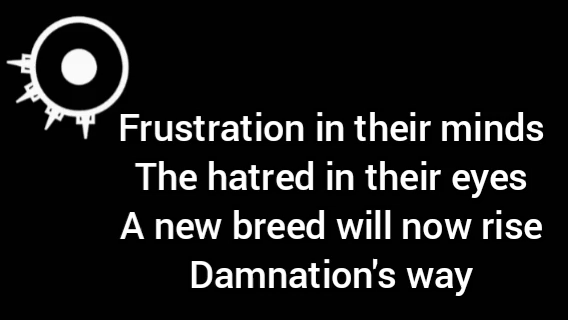 Frustration in their minds
The hatred in their eyes
A new breed will now rise
Damnation's way